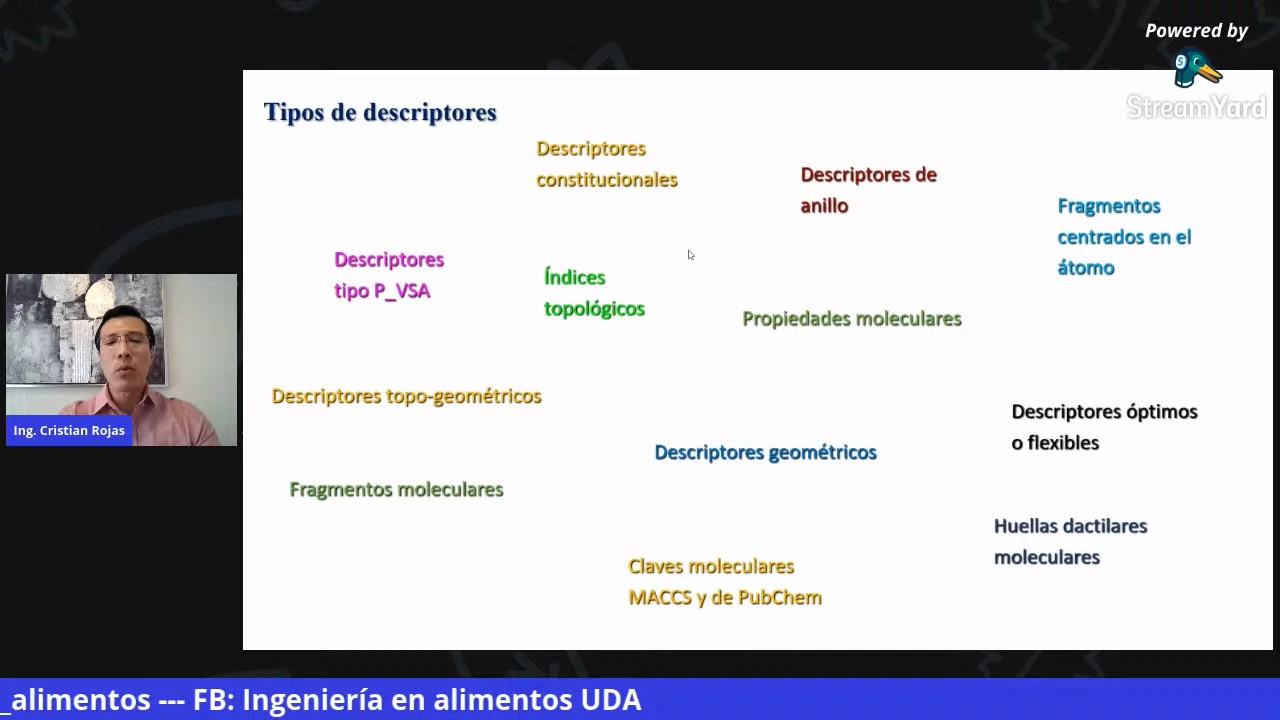 Powered by
StreamYard
Tipos de descriptores
Descriptores
constitucionales
Descriptores de
anillo
Fragmentos
centrados en el
átomo
Descriptores
tipo P_VSA
Índices
topológicos
Propiedades moleculares
Descriptores topo-geométricos
Descriptores óptimos
o flexibles
Descriptores geométricos
Fragmentos moleculares
Huellas dactilares
moleculares
Claves moleculares
MACCS y de PubChem
Ing. Cristian Rojas
_alimentos --- FB: Ingeniería en alimentos UDA